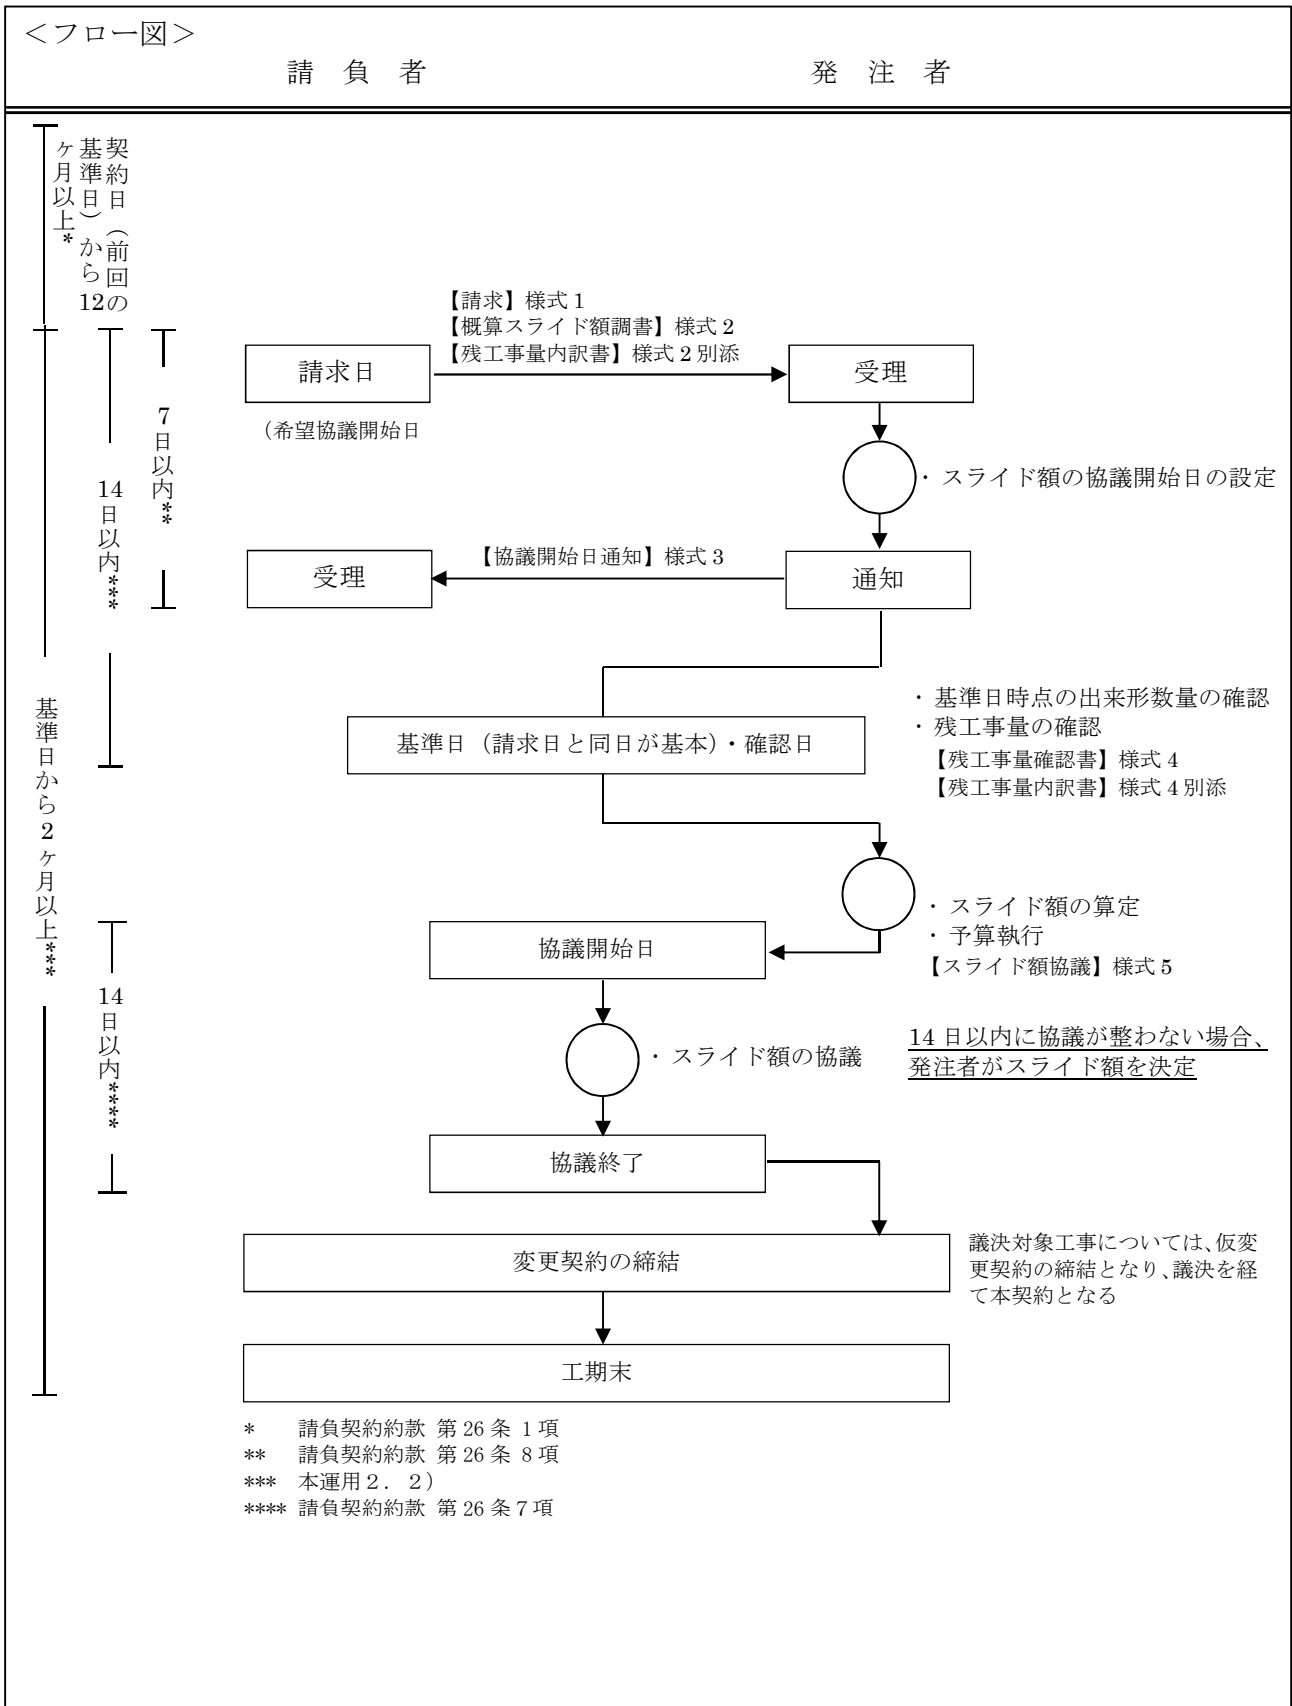 ＜フロー図＞
請 負 者
発 注 者
契約日（前回の
基準日）から12
ケ月以上*
【請求】様式1
【概算スライド額調書】様式2
【残工事量内訳書】様式2別添
請求日
受理
（希望協議開始日
7日以内**
14日以内***
・スライド額の協議開始日の設定
【協議開始日通知】様式3
受理
通知
基準日から2ヶ月以上***
・基準日時点の出来形数量の確認
・残工事量の確認
【残工事量確認書】様式4
【残工事量内訳書】様式4別添
基準日（請求日と同日が基本）・確認日
・スライド額の算定
・予算執行
【スライド額協議】様式5
協議開始日
14日以内****
・スライド額の協議
14日以内に協議が整わない場合、
発注者がスライド額を決定
協議終了
変更契約の締結
議決対象工事については、仮変
更契約の締結となり、議決を経
て本契約となる
工期末
* 請負契約約款 第26条 1項
** 請負契約約款 第26条 8項
*** 本運用２．２）
**** 請負契約約款 第26条７項